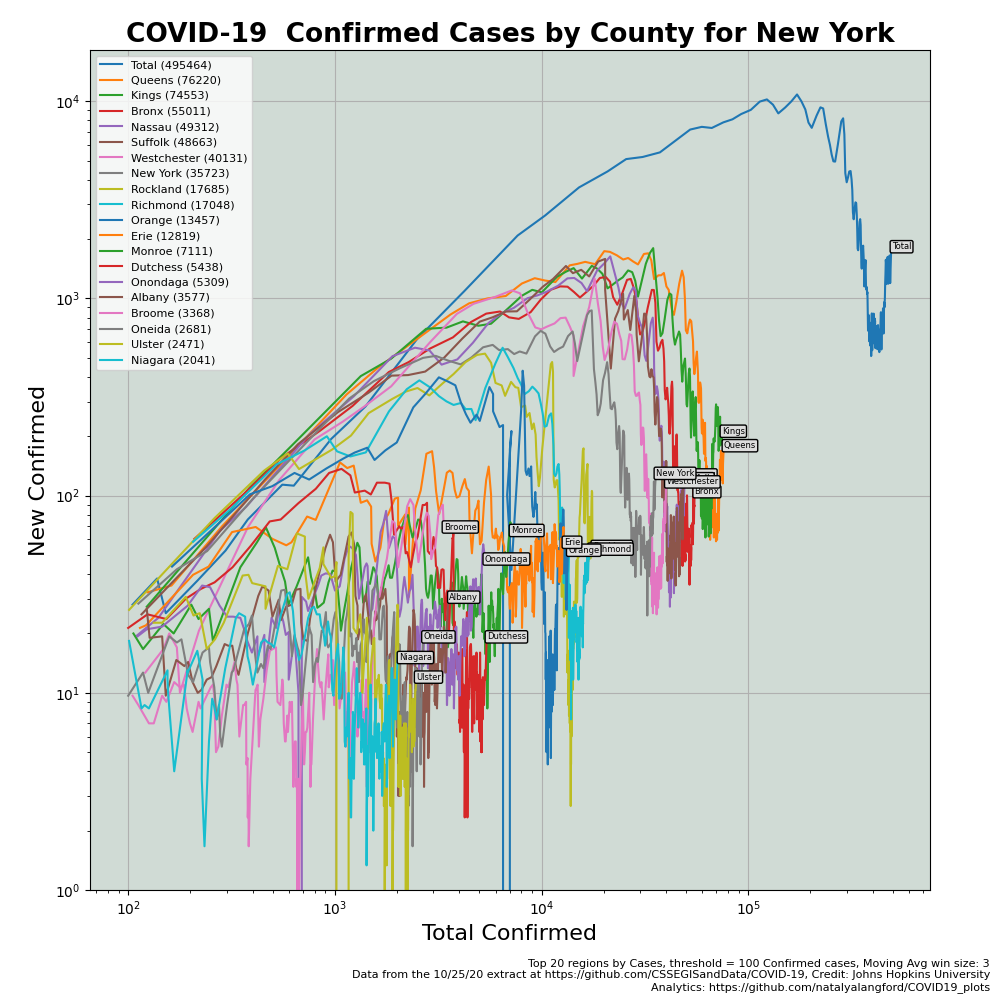 COVID-19  Confirmed Cases by County for New York
Total (495464)
Queens (76220)
Kings (74553)
Bronx (55011)
Nassau (49312)
Suffolk (48663)
Westchester (40131)
New York (35723)
Rockland (17685)
Richmond (17048)
Orange (13457)
Erie (12819)
Monroe (7111)
Dutchess (5438)
Onondaga (5309)
Albany (3577)
Broome (3368)
Oneida (2681)
Ulster (2471)
Niagara (2041)
10⁴
10³
10²
10¹
10⁰
New Confirmed
Total
Kings
Queens
New York
Westchester
Bronx
Broome
Monroe
Erie
Orange
Richmond
Onondaga
Albany
Oneida
Dutchess
Niagara
Ulster
10² 10³ 10⁴ 10⁵
Total Confirmed
Top 20 regions by Cases, threshold = 100 Confirmed cases, Moving Avg win size: 3
Data from the 10/25/20 extract at https://github.com/CSSEGISandData/COVID-19, Credit: Johns Hopkins University
Analytics: https://github.com/natalyalangford/COVID19_plots